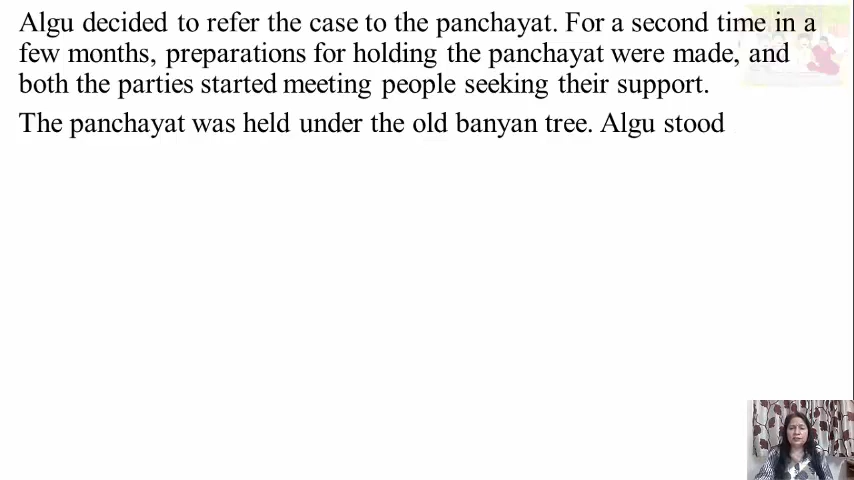 Algu decided to refer the case to the panchayat. For a second time in a
few months, preparations for holding the panchayat were made, and
both the parties started meeting people seeking their support.
The panchayat was held under the old banyan tree. Algu stood